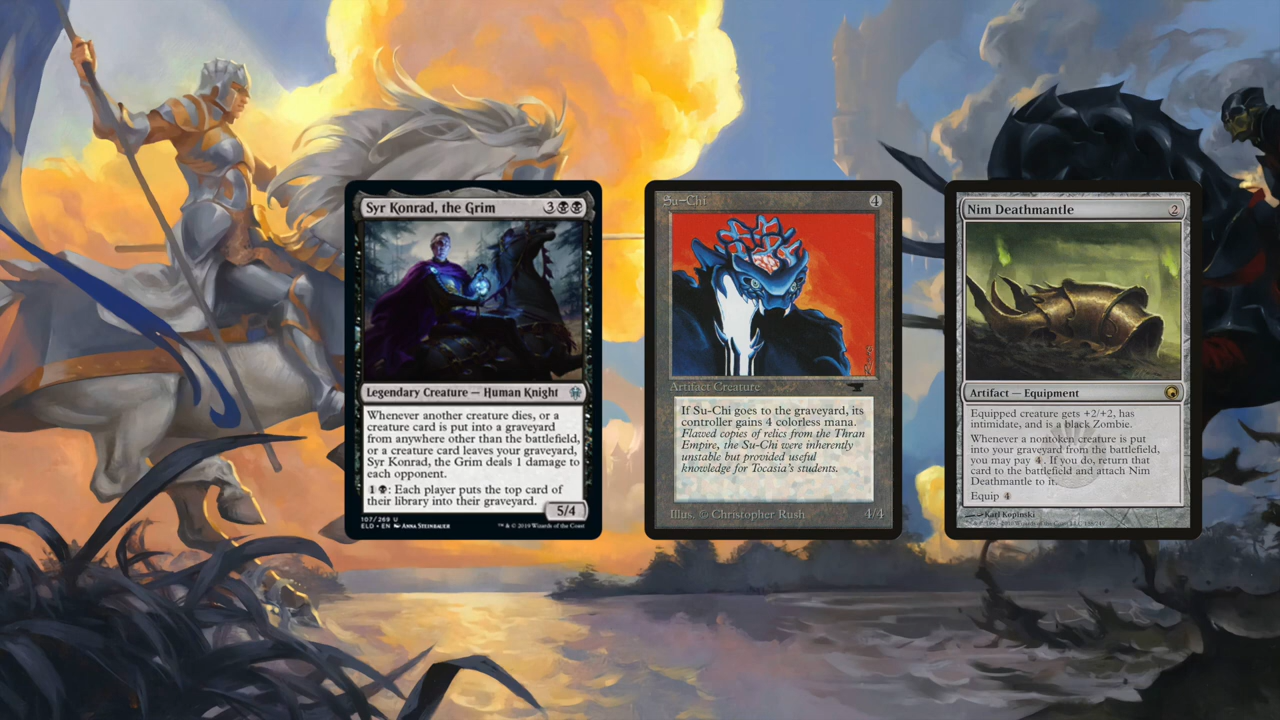 Syr Konrad, the Grim 3
Legendary Creature — Human Knight
Whenever another creature dies, or a
creature card is put into a graveyard
from anywhere other than the battlefield,
or a creature card leaves your graveyard,
Syr Konrad, the Grim deals 1 damage to
each opponent.
1 : Each player puts the top card of
their library into their graveyard.
5/4
107/269 U
ELD • EN Anna Steinbauer
™ & © 2019 Wizards of the Coast
Su-Chi 4
Artifact Creature
If Su-Chi goes to the graveyard, its
controller gains 4 colorless mana.
Flawed copies of relics from the Thran
Empire, the Su-Chi were inherently
unstable but provided useful
knowledge for Tocasia's students.
Illus. © Christopher Rush 4/4
Nim Deathmantle 2
Artifact — Equipment
Equipped creature gets +2/+2, has
intimidate, and is a black Zombie.
Whenever a nontoken creature is put
into your graveyard from the battlefield,
you may pay 4 . If you do, return that
card to the battlefield and attach Nim
Deathmantle to it.
Equip 4
Karl Kopinski